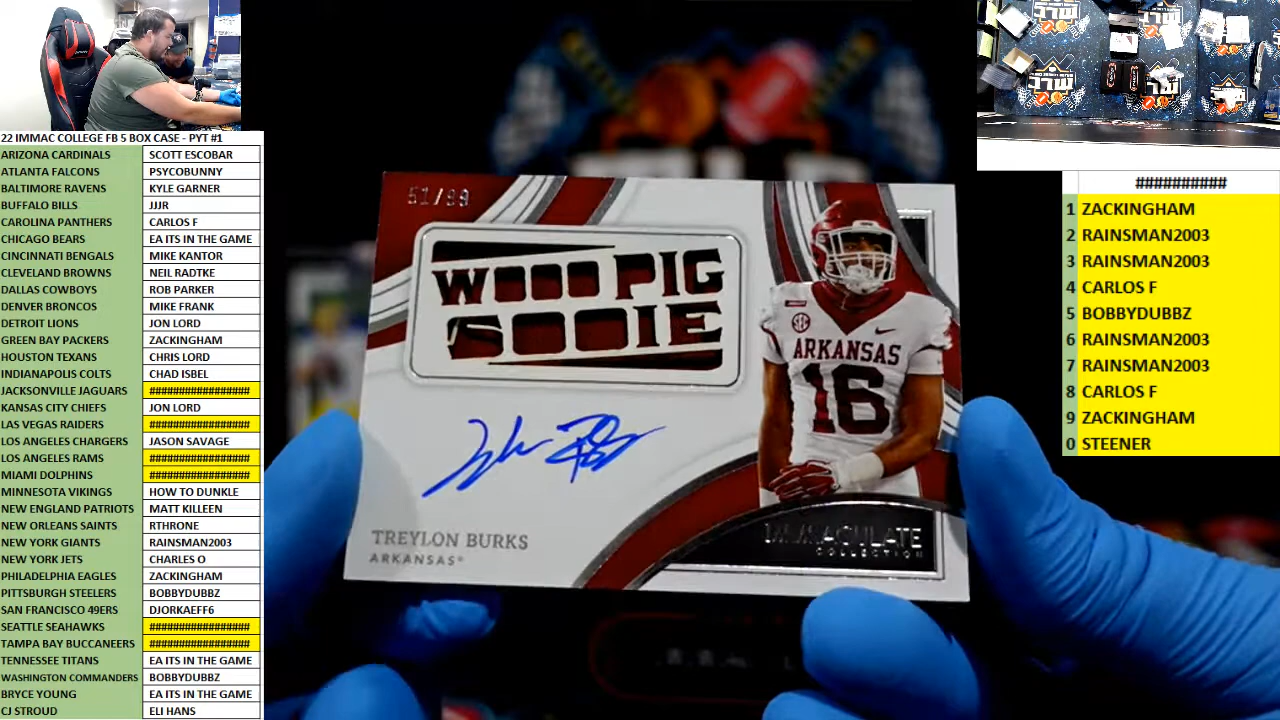 22 IMMAC COLLEGE FB 5 BOX CASE - PYT #1
ARIZONA CARDINALS SCOTT ESCOBAR
ATLANTA FALCONS PSYCOBUNNY
BALTIMORE RAVENS KYLE GARNER
BUFFALO BILLS JJJR
CAROLINA PANTHERS CARLOS F
CHICAGO BEARS EA ITS IN THE GAME
CINCINNATI BENGALS MIKE KANTOR
CLEVELAND BROWNS NEIL RADTKE
DALLAS COWBOYS ROB PARKER
DENVER BRONCOS MIKE FRANK
DETROIT LIONS JON LORD
GREEN BAY PACKERS ZACKINGHAM
HOUSTON TEXANS CHRIS LORD
INDIANAPOLIS COLTS CHAD ISBEL
JACKSONVILLE JAGUARS #################
KANSAS CITY CHIEFS JON LORD
LAS VEGAS RAIDERS #################
LOS ANGELES CHARGERS JASON SAVAGE
LOS ANGELES RAMS #################
MIAMI DOLPHINS #################
MINNESOTA VIKINGS HOW TO DUNKLE
NEW ENGLAND PATRIOTS MATT KILLEEN
NEW ORLEANS SAINTS RTHRONE
NEW YORK GIANTS RAINSMAN2003
NEW YORK JETS CHARLES O
PHILADELPHIA EAGLES ZACKINGHAM
PITTSBURGH STEELERS BOBBYDUBBZ
SAN FRANCISCO 49ERS DJORKAEFF6
SEATTLE SEAHAWKS #################
TAMPA BAY BUCCANEERS #################
TENNESSEE TITANS EA ITS IN THE GAME
WASHINGTON COMMANDERS BOBBYDUBBZ
BRYCE YOUNG EA ITS IN THE GAME
CJ STROUD ELI HANS
51/99
WOOO PIG
SOOIE
SEC
ARKANSAS
16
TREYLON BURKS
ARKANSAS
IMMACULATE
COLLECTION
##########
1 ZACKINGHAM
2 RAINSMAN2003
3 RAINSMAN2003
4 CARLOS F
5 BOBBYDUBBZ
6 RAINSMAN2003
7 RAINSMAN2003
8 CARLOS F
9 ZACKINGHAM
0 STEENER